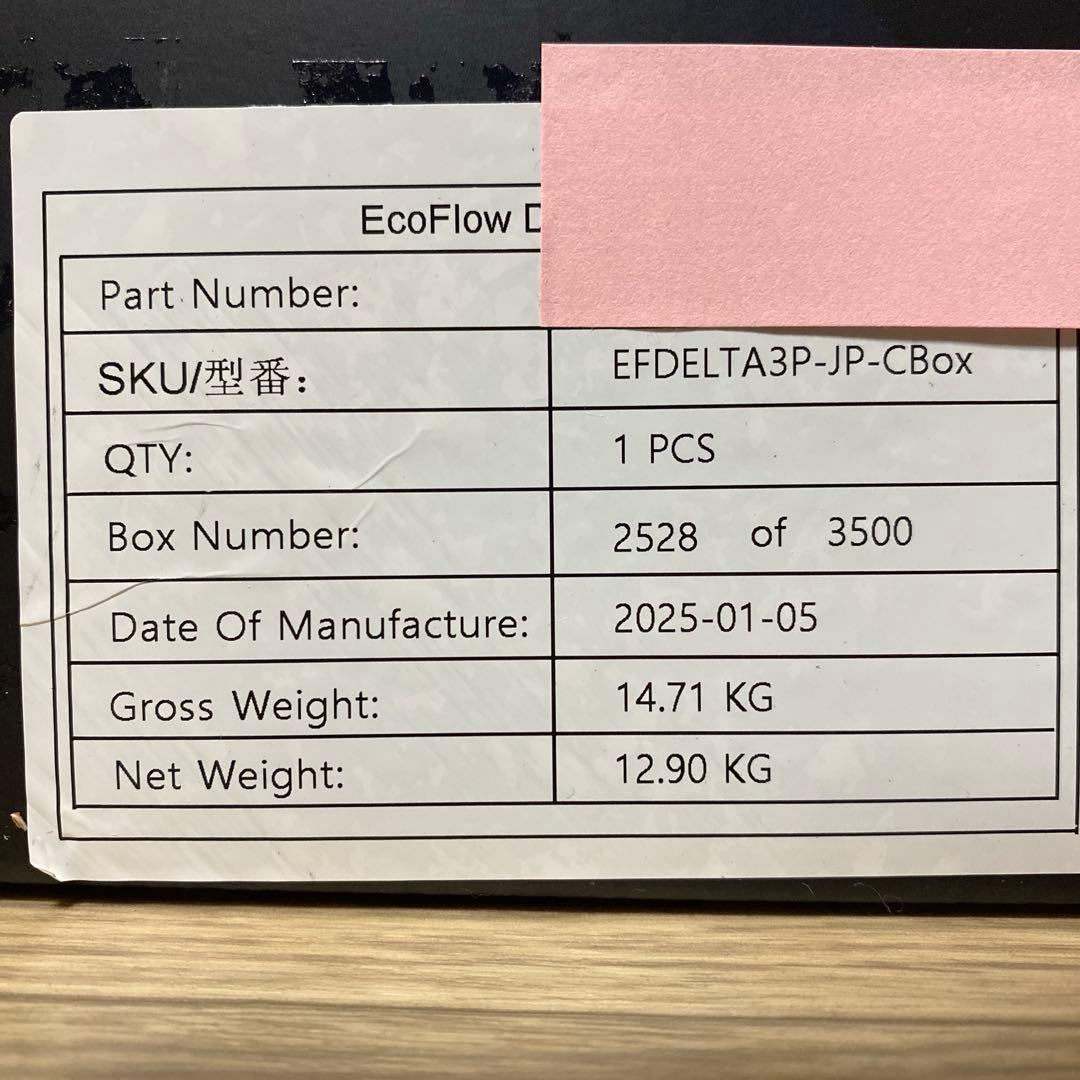 EcoFlow D
Part Number:
SKU/型番: EFDELTA3P-JP-CBox
QTY: 1 PCS
Box Number: 2528 of 3500
Date Of Manufacture: 2025-01-05
Gross Weight: 14.71 KG
Net Weight: 12.90 KG